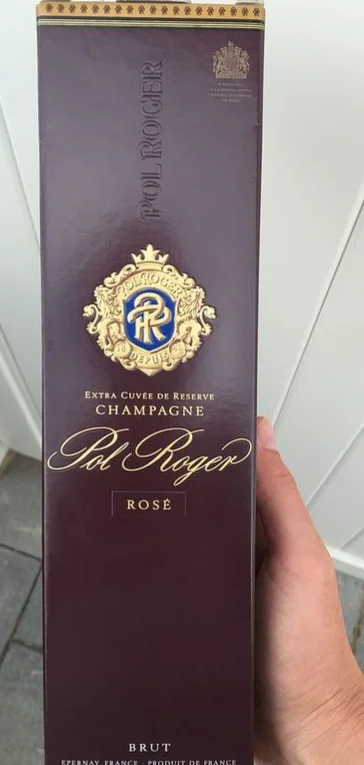 POL ROGER
POL ROGER
PR
DEPUIS
EXTRA CUVÉE DE RESERVE
CHAMPAGNE
Pol Roger
ROSÉ
BRUT
EPERNAY, FRANCE - PRODUIT DE FRANCE